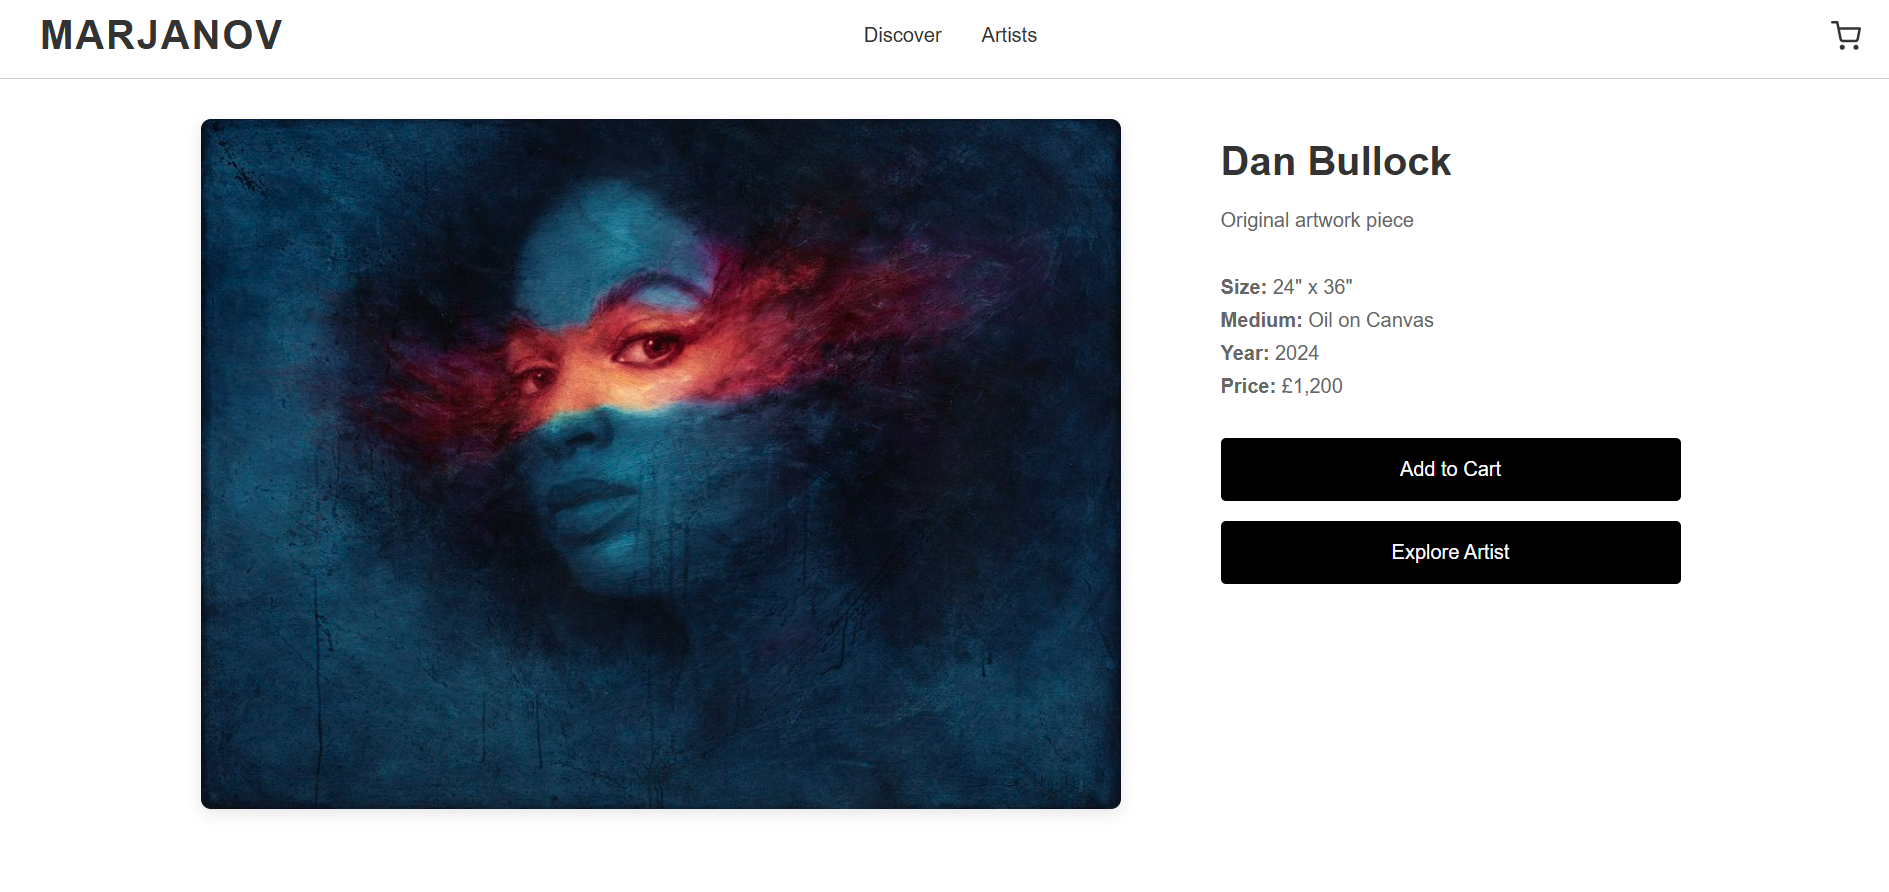 MARJANOV
Discover
Artists
Dan Bullock
Original artwork piece
Size: 24" x 36"
Medium: Oil on Canvas
Year: 2024
Price: £1,200
Add to Cart
Explore Artist